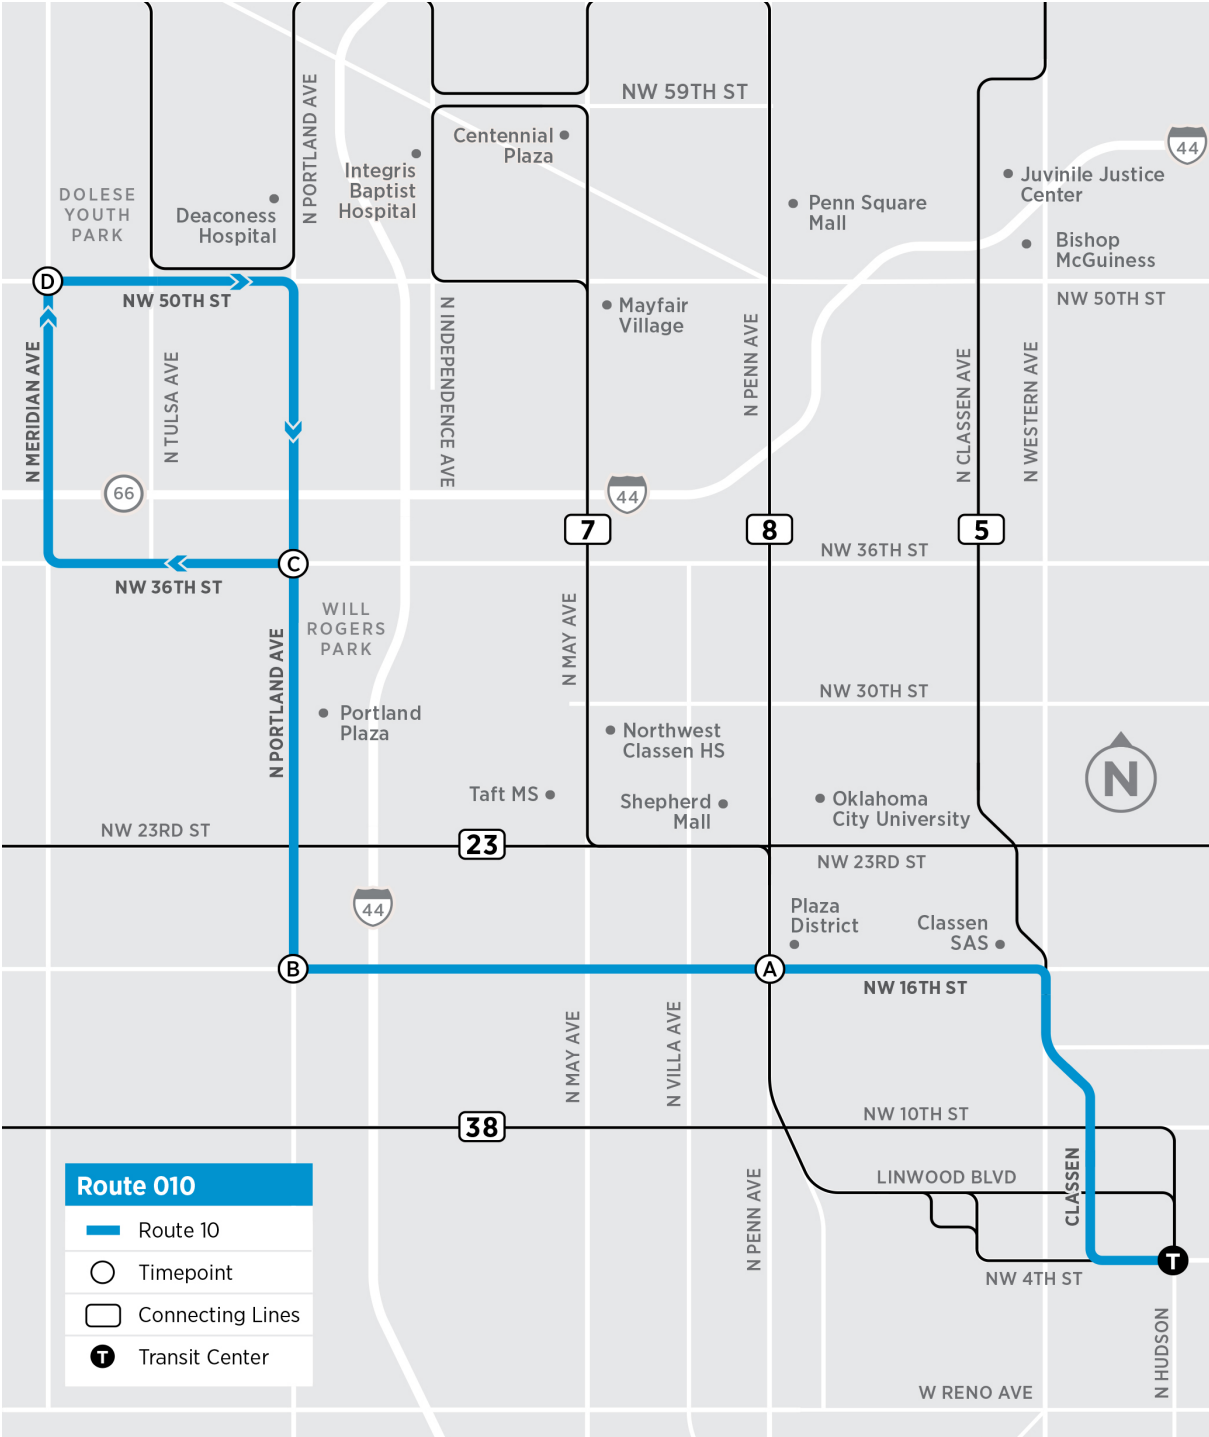 NW 59TH ST
N PORTLAND AVE
Centennial
Plaza
44
Integris
Baptist
Hospital
Juvinile Justice
Center
DOLESE
YOUTH
PARK
Deaconess
Hospital
Penn Square
Mall
Bishop
McGuiness
D
NW 50TH ST
NW 50TH ST
Mayfair
Village
N MERIDIAN AVE
N TULSA AVE
N INDEPENDENCE AVE
N PENN AVE
N CLASSEN AVE
N WESTERN AVE
66
44
7
8
5
NW 36TH ST
C
NW 36TH ST
WILL
ROGERS
PARK
N MAY AVE
N PORTLAND AVE
NW 30TH ST
Portland
Plaza
Northwest
Classen HS
N
Taft MS
Shepherd
Mall
Oklahoma
City University
NW 23RD ST
23
NW 23RD ST
44
Plaza
District
Classen
SAS
B
A
NW 16TH ST
N MAY AVE
N VILLA AVE
NW 10TH ST
38
LINWOOD BLVD
CLASSEN
N PENN AVE
T
NW 4TH ST
N HUDSON
W RENO AVE
Route 010
Route 10
Timepoint
Connecting Lines
T
Transit Center